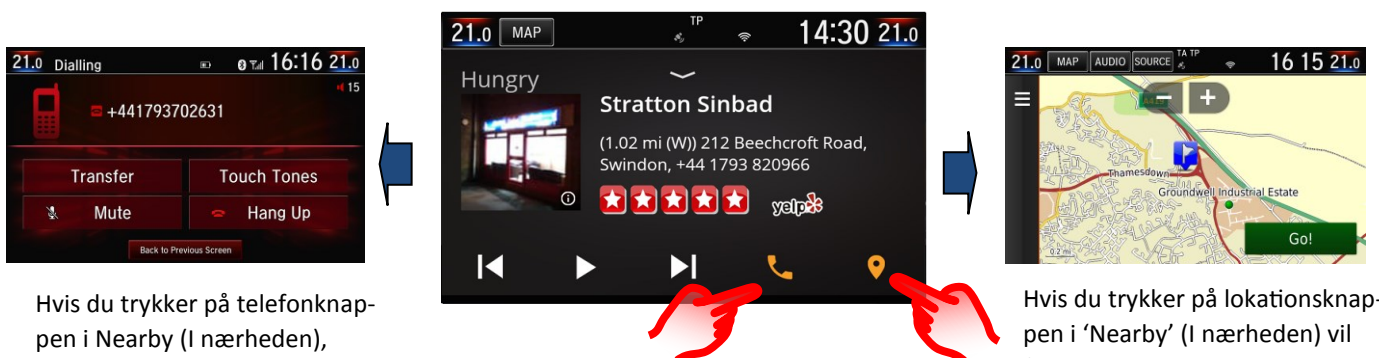 21.0 Dialling 16:16 21.0
15
+441793702631
Transfer Touch Tones
Mute Hang Up
Back to Previous Screen
Hvis du trykker på telefonknap-
pen i Nearby (I nærheden),
21.0 MAP TP 14:30 21.0
Hungry
Stratton Sinbad
(1.02 mi (W)) 212 Beechcroft Road,
Swindon, +44 1793 820966
yelp
21.0 MAP AUDIO SOURCE TA TP 16 15 21.0
Thamesdown
Groundwell Industrial Estate
Go!
0.2 mi
Hvis du trykker på lokationsknap-
pen i ‘Nearby’ (I nærheden) vil